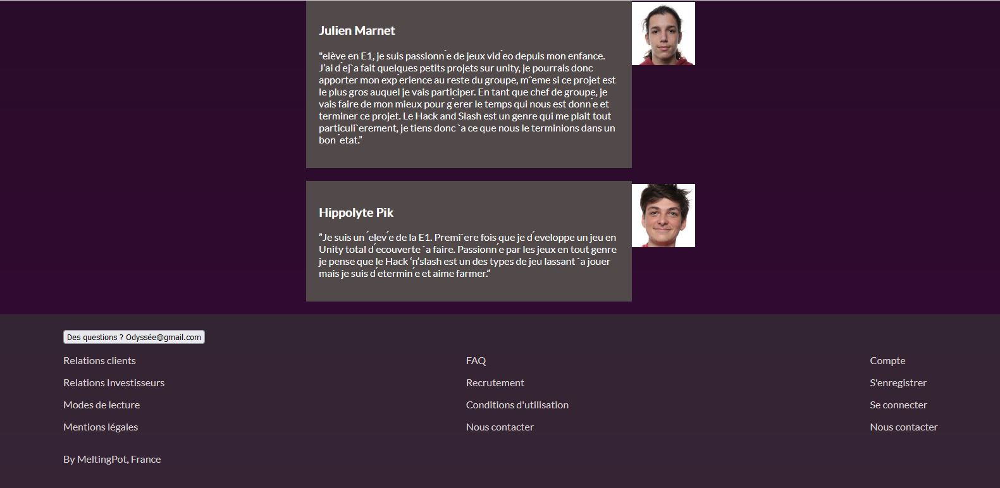 Julien Marnet
"elève en E1, je suis passionn ́e de jeux vid ́eo depuis mon enfance.
J’ai d ́ej`a fait quelques petits projets sur unity, je pourrais donc
apporter mon exp ́erience au reste du groupe, mˆeme si ce projet est
le plus gros auquel je vais participer. En tant que chef de groupe, je
vais faire de mon mieux pour g ́erer le temps qui nous est donn ́e et
terminer ce projet. Le Hack and Slash est un genre qui me plait tout
particuli`erement, je tiens donc `a ce que nous le terminions dans un
bon ́etat.”
Hippolyte Pik
”Je suis un ́elev ́e de la E1. Premi`ere fois que je d ́eveloppe un jeu en
Unity total d ́ecouverte `a faire. Passionn ́e par les jeux en tout genre
je pense que le Hack ‘n’slash est un des types de jeu lassant `a jouer
mais je suis d ́etermin ́e et aime farmer.”
Des questions ? Odyssée@gmail.com
Relations clients FAQ Compte
Relations Investisseurs Recrutement S'enregistrer
Modes de lecture Conditions d'utilisation Se connecter
Mentions légales Nous contacter Nous contacter
By MeltingPot, France